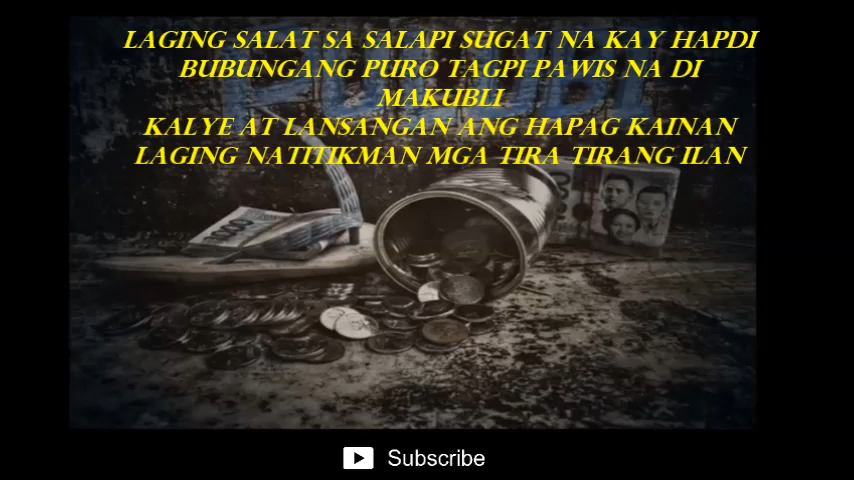 LAGING SALAT SA SALAPI SUGAT NA KAY HAPDI
BUBUNGANG PURO TAGPI PAWIS NA DI
MAKUBLI
KALYE AT LANSANGAN ANG HAPAG KAINAN
LAGING NATITIKMAN MGA TIRA TIRANG ILAN
Subscribe